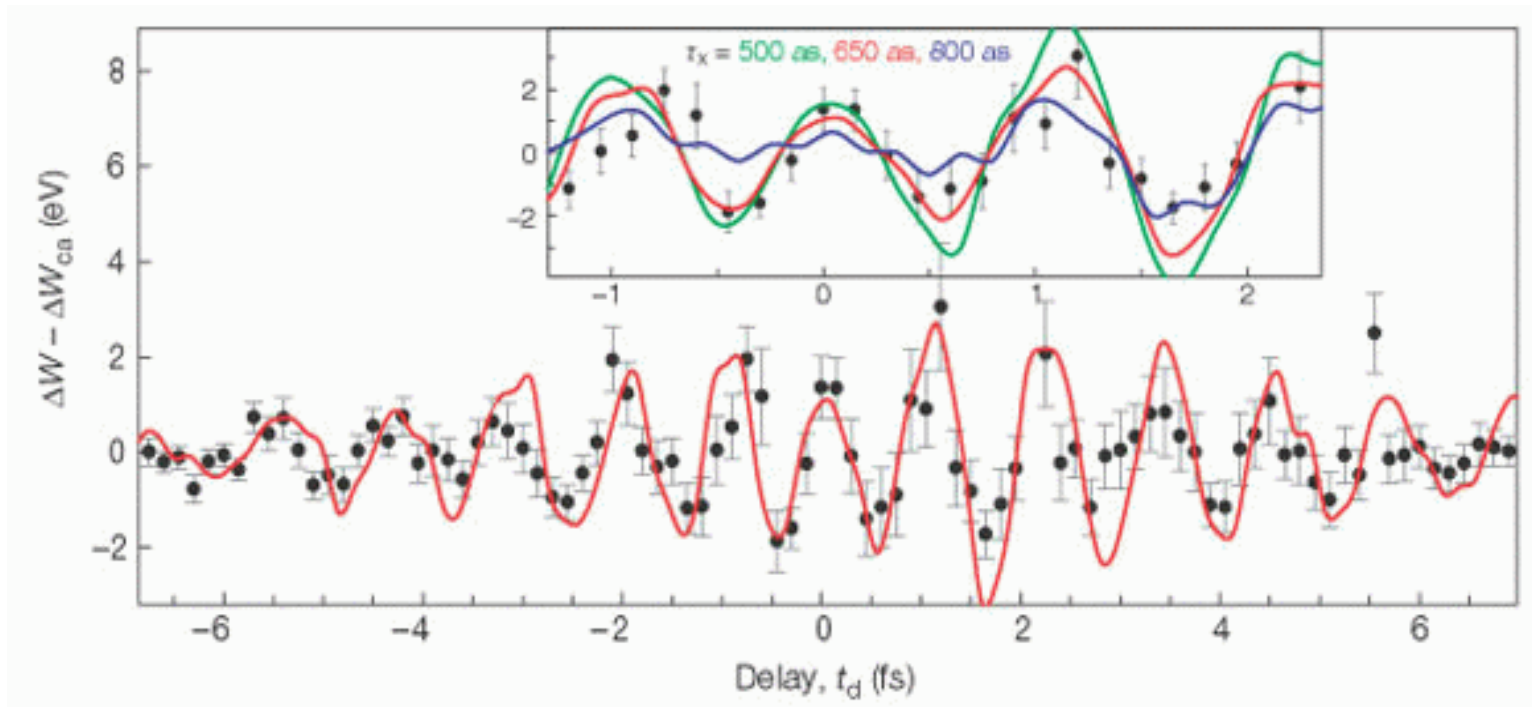 τx = 500 as, 650 as, 800 as
2
0
−2
−1 0 1 2
8
6
4
2
0
−2
ΔW − ΔWca (eV)
−6 −4 −2 0 2 4 6
Delay, td (fs)